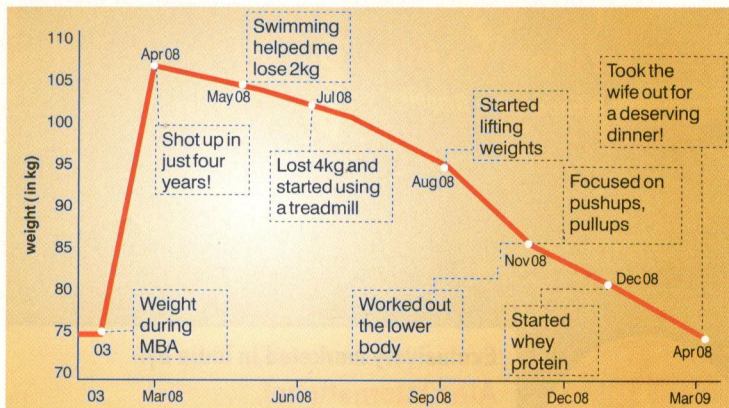 weight (in kg)
110
105
100
95
90
85
80
75
70
03
Mar 08
Jun 08
Sep 08
Dec 08
Mar 09
03
Weight
during
MBA
Apr 08
Shot up in
just four
years!
May 08
Swimming
helped me
lose 2kg
Jul 08
Lost 4kg and
started using
a treadmill
Aug 08
Started
lifting
weights
Worked out
the lower
body
Nov 08
Focused on
pushups,
pullups
Started
whey
protein
Dec 08
Took the
wife out for
a deserving
dinner!
Apr 08